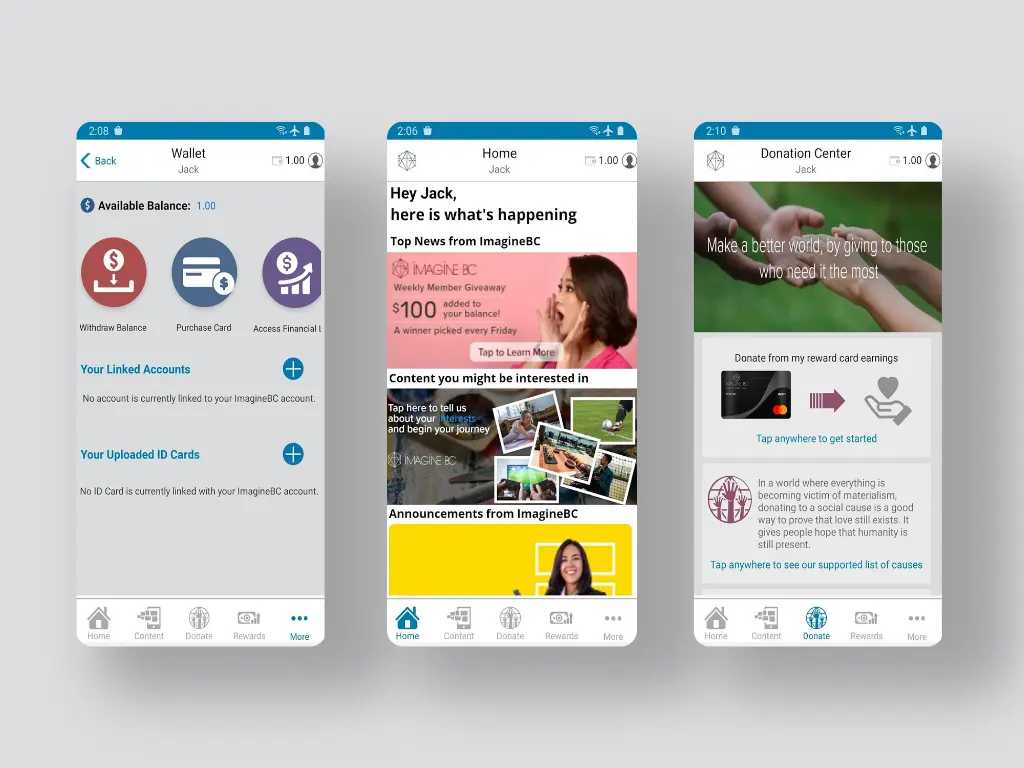 2:08
Back
Wallet
Jack
1.00
Available Balance: 1.00
Withdraw Balance
Purchase Card
Access Financial L
Your Linked Accounts
No account is currently linked to your ImagineBC account.
Your Uploaded ID Cards
No ID Card is currently linked with your ImagineBC account.
Home
Content
Donate
Rewards
More
2:06
Home
Jack
1.00
Hey Jack,
here is what's happening
Top News from ImagineBC
IMAGINE BC
Weekly Member Giveaway
$100 added to
your balance!
A winner picked every Friday
Tap to Learn More
Content you might be interested in
Tap here to tell us
about your interests
and begin your journey
IMAGINE BC
Announcements from ImagineBC
Home
Content
Donate
Rewards
More
2:10
Donation Center
Jack
1.00
Make a better world, by giving to those
who need it the most
Donate from my reward card earnings
IMAGINE BC
Tap anywhere to get started
In a world where everything is
becoming victim of materialism,
donating to a social cause is a good
way to prove that love still exists. It
gives people hope that humanity is
still present.
Tap anywhere to see our supported list of causes
Home
Content
Donate
Rewards
More